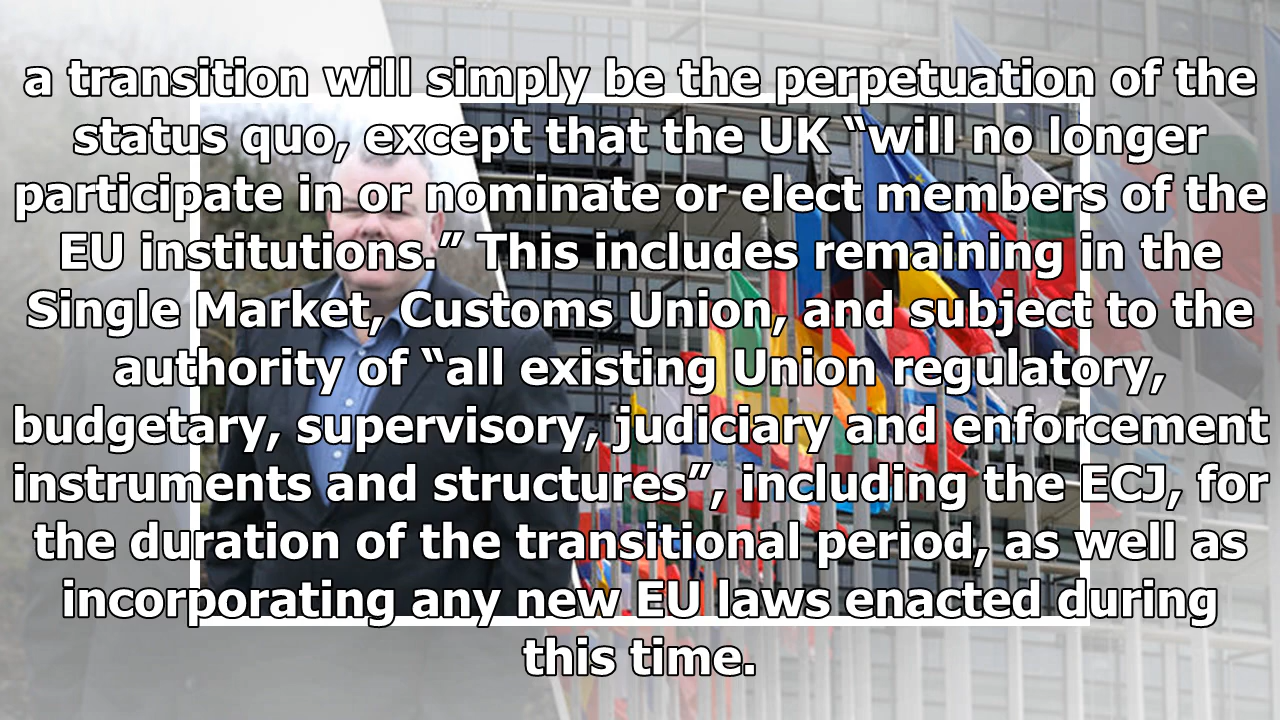 a transition will simply be the perpetuation of the
status quo, except that the UK “will no longer
participate in or nominate or elect members of the
EU institutions.” This includes remaining in the
Single Market, Customs Union, and subject to the
authority of “all existing Union regulatory,
budgetary, supervisory, judiciary and enforcement
instruments and structures”, including the ECJ, for
the duration of the transitional period, as well as
incorporating any new EU laws enacted during
this time.